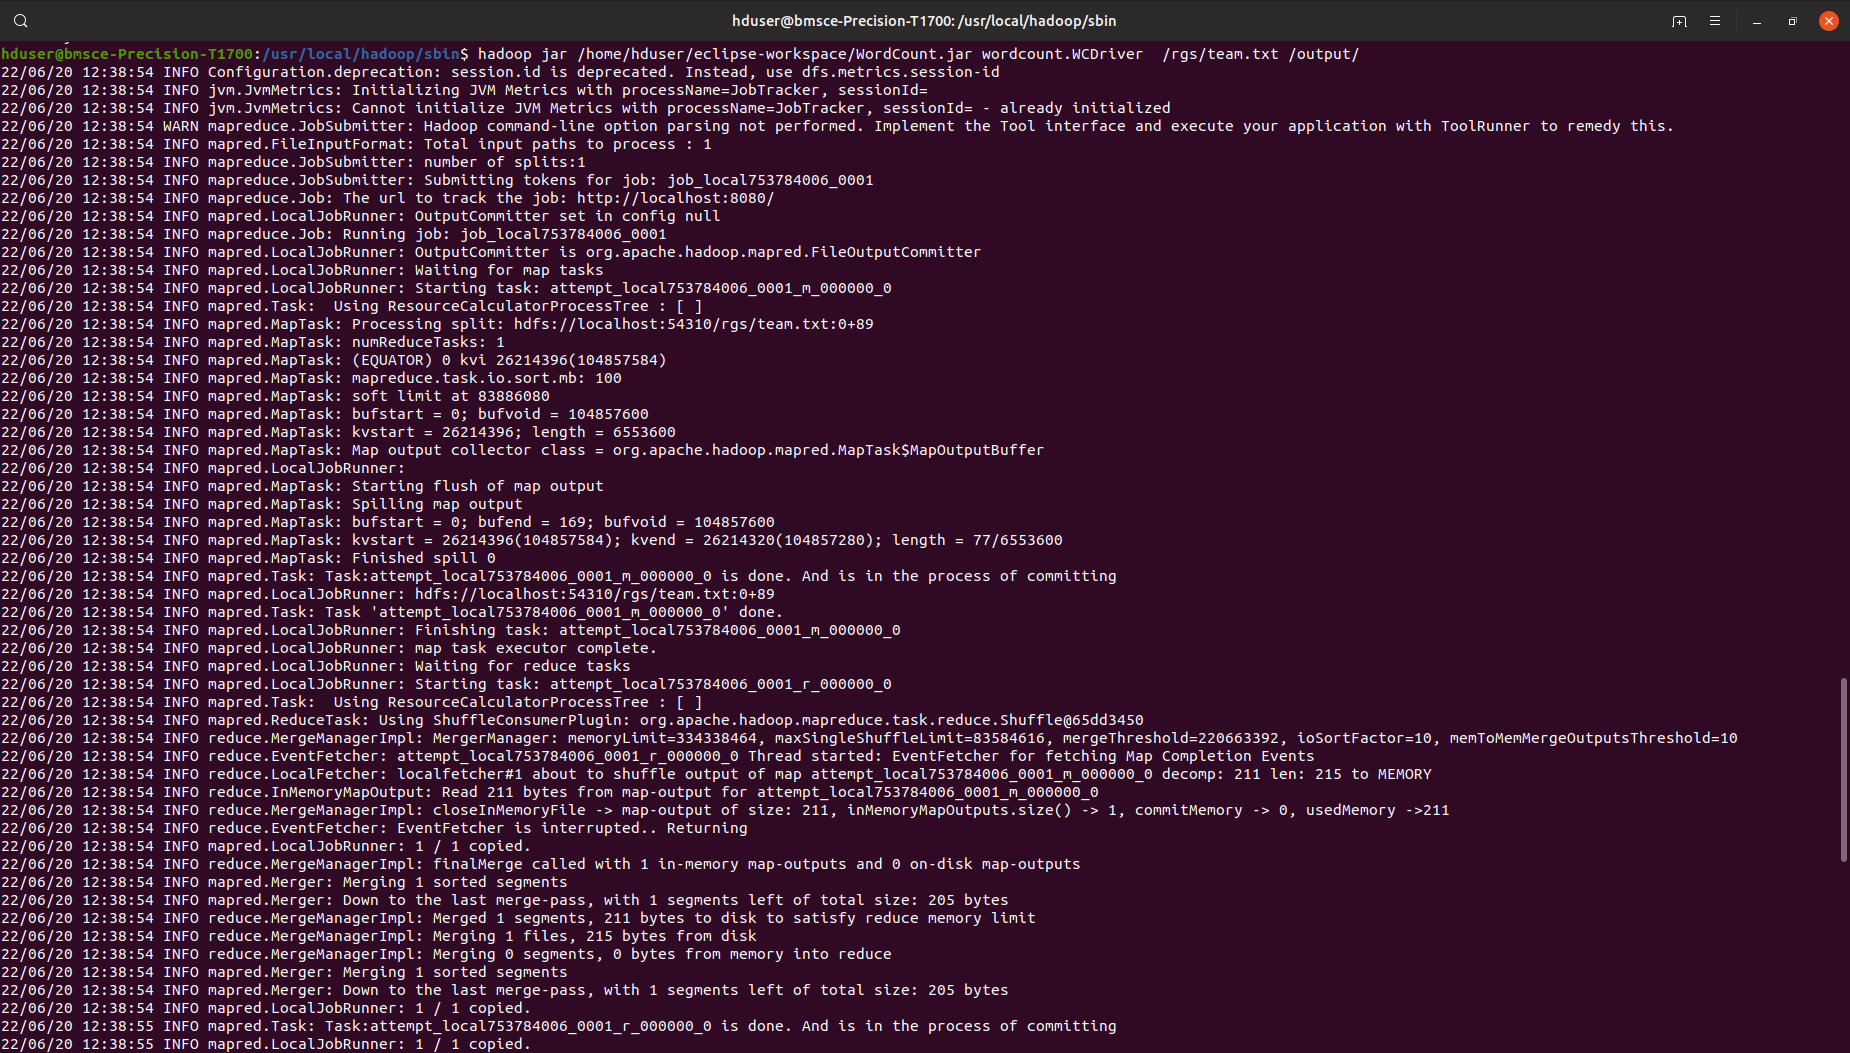 hduser@bmsce-Precision-T1700: /usr/local/hadoop/sbin
hduser@bmsce-Precision-T1700:/usr/local/hadoop/sbin$ hadoop jar /home/hduser/eclipse-workspace/WordCount.jar wordcount.WCDriver  /rgs/team.txt /output/
22/06/20 12:38:54 INFO Configuration.deprecation: session.id is deprecated. Instead, use dfs.metrics.session-id
22/06/20 12:38:54 INFO jvm.JvmMetrics: Initializing JVM Metrics with processName=JobTracker, sessionId=
22/06/20 12:38:54 INFO jvm.JvmMetrics: Cannot initialize JVM Metrics with processName=JobTracker, sessionId= - already initialized
22/06/20 12:38:54 WARN mapreduce.JobSubmitter: Hadoop command-line option parsing not performed. Implement the Tool interface and execute your application with ToolRunner to remedy this.
22/06/20 12:38:54 INFO mapred.FileInputFormat: Total input paths to process : 1
22/06/20 12:38:54 INFO mapreduce.JobSubmitter: number of splits:1
22/06/20 12:38:54 INFO mapreduce.JobSubmitter: Submitting tokens for job: job_local753784006_0001
22/06/20 12:38:54 INFO mapreduce.Job: The url to track the job: http://localhost:8080/
22/06/20 12:38:54 INFO mapred.LocalJobRunner: OutputCommitter set in config null
22/06/20 12:38:54 INFO mapreduce.Job: Running job: job_local753784006_0001
22/06/20 12:38:54 INFO mapred.LocalJobRunner: OutputCommitter is org.apache.hadoop.mapred.FileOutputCommitter
22/06/20 12:38:54 INFO mapred.LocalJobRunner: Waiting for map tasks
22/06/20 12:38:54 INFO mapred.LocalJobRunner: Starting task: attempt_local753784006_0001_m_000000_0
22/06/20 12:38:54 INFO mapred.Task:  Using ResourceCalculatorProcessTree : [ ]
22/06/20 12:38:54 INFO mapred.MapTask: Processing split: hdfs://localhost:54310/rgs/team.txt:0+89
22/06/20 12:38:54 INFO mapred.MapTask: numReduceTasks: 1
22/06/20 12:38:54 INFO mapred.MapTask: (EQUATOR) 0 kvi 26214396(104857584)
22/06/20 12:38:54 INFO mapred.MapTask: mapreduce.task.io.sort.mb: 100
22/06/20 12:38:54 INFO mapred.MapTask: soft limit at 83886080
22/06/20 12:38:54 INFO mapred.MapTask: bufstart = 0; bufvoid = 104857600
22/06/20 12:38:54 INFO mapred.MapTask: kvstart = 26214396; length = 6553600
22/06/20 12:38:54 INFO mapred.MapTask: Map output collector class = org.apache.hadoop.mapred.MapTask$MapOutputBuffer
22/06/20 12:38:54 INFO mapred.LocalJobRunner:
22/06/20 12:38:54 INFO mapred.MapTask: Starting flush of map output
22/06/20 12:38:54 INFO mapred.MapTask: Spilling map output
22/06/20 12:38:54 INFO mapred.MapTask: bufstart = 0; bufend = 169; bufvoid = 104857600
22/06/20 12:38:54 INFO mapred.MapTask: kvstart = 26214396(104857584); kvend = 26214320(104857280); length = 77/6553600
22/06/20 12:38:54 INFO mapred.MapTask: Finished spill 0
22/06/20 12:38:54 INFO mapred.Task: Task:attempt_local753784006_0001_m_000000_0 is done. And is in the process of committing
22/06/20 12:38:54 INFO mapred.LocalJobRunner: hdfs://localhost:54310/rgs/team.txt:0+89
22/06/20 12:38:54 INFO mapred.Task: Task 'attempt_local753784006_0001_m_000000_0' done.
22/06/20 12:38:54 INFO mapred.LocalJobRunner: Finishing task: attempt_local753784006_0001_m_000000_0
22/06/20 12:38:54 INFO mapred.LocalJobRunner: map task executor complete.
22/06/20 12:38:54 INFO mapred.LocalJobRunner: Waiting for reduce tasks
22/06/20 12:38:54 INFO mapred.LocalJobRunner: Starting task: attempt_local753784006_0001_r_000000_0
22/06/20 12:38:54 INFO mapred.Task:  Using ResourceCalculatorProcessTree : [ ]
22/06/20 12:38:54 INFO mapred.ReduceTask: Using ShuffleConsumerPlugin: org.apache.hadoop.mapreduce.task.reduce.Shuffle@65dd3450
22/06/20 12:38:54 INFO reduce.MergeManagerImpl: MergerManager: memoryLimit=334338464, maxSingleShuffleLimit=83584616, mergeThreshold=220663392, ioSortFactor=10, memToMemMergeOutputsThreshold=10
22/06/20 12:38:54 INFO reduce.EventFetcher: attempt_local753784006_0001_r_000000_0 Thread started: EventFetcher for fetching Map Completion Events
22/06/20 12:38:54 INFO reduce.LocalFetcher: localfetcher#1 about to shuffle output of map attempt_local753784006_0001_m_000000_0 decomp: 211 len: 215 to MEMORY
22/06/20 12:38:54 INFO reduce.InMemoryMapOutput: Read 211 bytes from map-output for attempt_local753784006_0001_m_000000_0
22/06/20 12:38:54 INFO reduce.MergeManagerImpl: closeInMemoryFile -> map-output of size: 211, inMemoryMapOutputs.size() -> 1, commitMemory -> 0, usedMemory ->211
22/06/20 12:38:54 INFO reduce.EventFetcher: EventFetcher is interrupted.. Returning
22/06/20 12:38:54 INFO mapred.LocalJobRunner: 1 / 1 copied.
22/06/20 12:38:54 INFO reduce.MergeManagerImpl: finalMerge called with 1 in-memory map-outputs and 0 on-disk map-outputs
22/06/20 12:38:54 INFO mapred.Merger: Merging 1 sorted segments
22/06/20 12:38:54 INFO mapred.Merger: Down to the last merge-pass, with 1 segments left of total size: 205 bytes
22/06/20 12:38:54 INFO reduce.MergeManagerImpl: Merged 1 segments, 211 bytes to disk to satisfy reduce memory limit
22/06/20 12:38:54 INFO reduce.MergeManagerImpl: Merging 1 files, 215 bytes from disk
22/06/20 12:38:54 INFO reduce.MergeManagerImpl: Merging 0 segments, 0 bytes from memory into reduce
22/06/20 12:38:54 INFO mapred.Merger: Merging 1 sorted segments
22/06/20 12:38:54 INFO mapred.Merger: Down to the last merge-pass, with 1 segments left of total size: 205 bytes
22/06/20 12:38:54 INFO mapred.LocalJobRunner: 1 / 1 copied.
22/06/20 12:38:55 INFO mapred.Task: Task:attempt_local753784006_0001_r_000000_0 is done. And is in the process of committing
22/06/20 12:38:55 INFO mapred.LocalJobRunner: 1 / 1 copied.